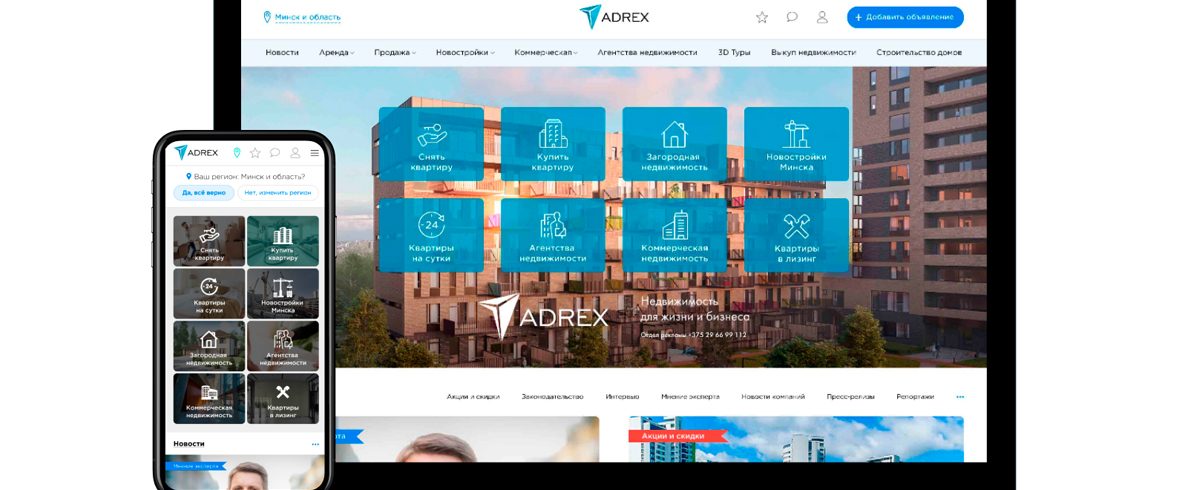 Минск и область
ADREX
+ Добавить объявление
Новости
Аренда
Продажа
Новостройки
Коммерческая
Агентства недвижимости
3D Туры
Выкуп недвижимости
Строительство домов
Снять
квартиру
Купить
квартиру
Загородная
недвижимость
Новостройки
Минска
24
Квартиры
на сутки
Агентства
недвижимости
Коммерческая
недвижимость
Квартиры
в лизинг
ADREX
Недвижимость
для жизни и бизнеса
Отдел рекламы +375 29 66 99 112
Акции и скидки
Законодательство
Интервью
Мнение эксперта
Новости компаний
Пресс-релизы
Репортажи
Акции и скидки
ADREX
Ваш регион: Минск и область?
Да, всё верно
Нет, изменить регион
Снять
квартиру
Купить
квартиру
24
Квартиры
на сутки
Новостройки
Минска
Загородная
недвижимость
Агентства
недвижимости
Коммерческая
недвижимость
Квартиры
в лизинг
Новости
Мнение эксперта